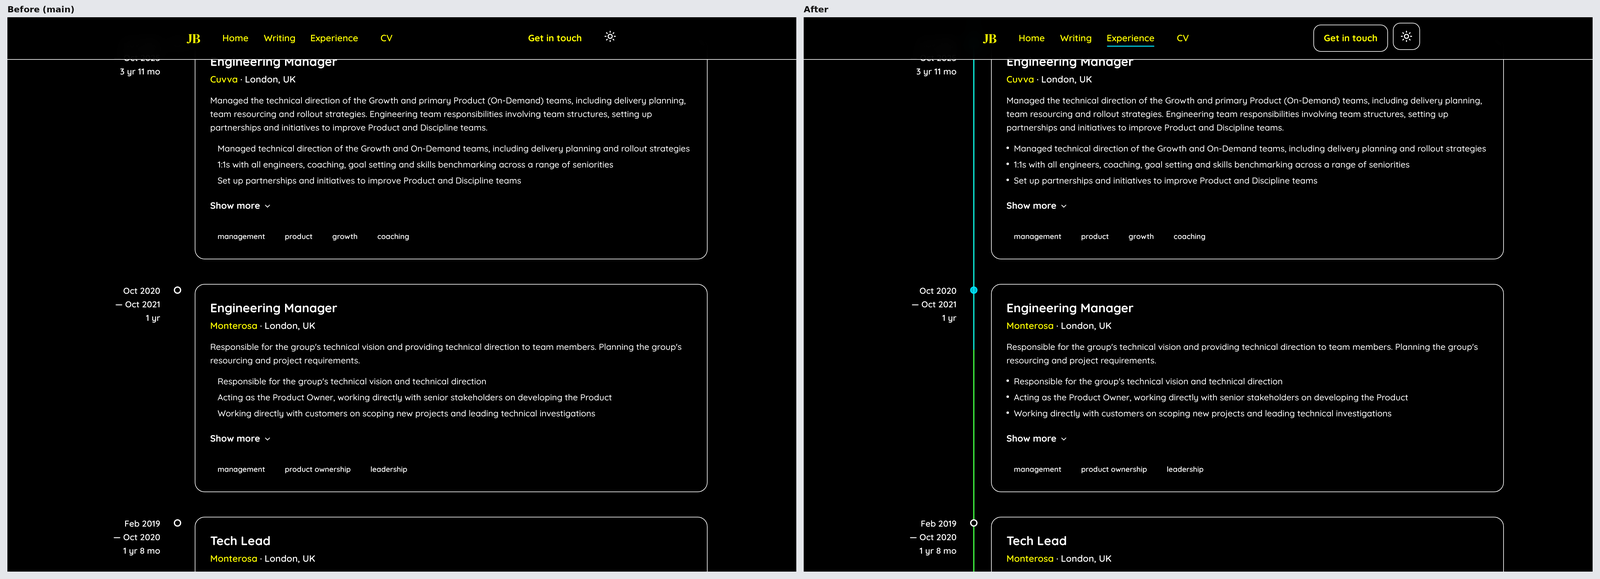 Before (main)
JB Home Writing Experience CV Get in touch
Engineering Manager
3 yr 11 mo
Cuvva · London, UK
Managed the technical direction of the Growth and primary Product (On-Demand) teams, including delivery planning,
team resourcing and rollout strategies. Engineering team responsibilities involving team structures, setting up
partnerships and initiatives to improve Product and Discipline teams.
Managed technical direction of the Growth and On-Demand teams, including delivery planning and rollout strategies
1:1s with all engineers, coaching, goal setting and skills benchmarking across a range of seniorities
Set up partnerships and initiatives to improve Product and Discipline teams
Show more
management product growth coaching
Oct 2020
— Oct 2021
1 yr
Engineering Manager
Monterosa · London, UK
Responsible for the group's technical vision and providing technical direction to team members. Planning the group's
resourcing and project requirements.
Responsible for the group's technical vision and technical direction
Acting as the Product Owner, working directly with senior stakeholders on developing the Product
Working directly with customers on scoping new projects and leading technical investigations
Show more
management product ownership leadership
Feb 2019
— Oct 2020
1 yr 8 mo
Tech Lead
Monterosa · London, UK
After
JB Home Writing Experience CV Get in touch
Engineering Manager
3 yr 11 mo
Cuvva · London, UK
Managed the technical direction of the Growth and primary Product (On-Demand) teams, including delivery planning,
team resourcing and rollout strategies. Engineering team responsibilities involving team structures, setting up
partnerships and initiatives to improve Product and Discipline teams.
• Managed technical direction of the Growth and On-Demand teams, including delivery planning and rollout strategies
• 1:1s with all engineers, coaching, goal setting and skills benchmarking across a range of seniorities
• Set up partnerships and initiatives to improve Product and Discipline teams
Show more
management product growth coaching
Oct 2020
— Oct 2021
1 yr
Engineering Manager
Monterosa · London, UK
Responsible for the group's technical vision and providing technical direction to team members. Planning the group's
resourcing and project requirements.
• Responsible for the group's technical vision and technical direction
• Acting as the Product Owner, working directly with senior stakeholders on developing the Product
• Working directly with customers on scoping new projects and leading technical investigations
Show more
management product ownership leadership
Feb 2019
— Oct 2020
1 yr 8 mo
Tech Lead
Monterosa · London, UK